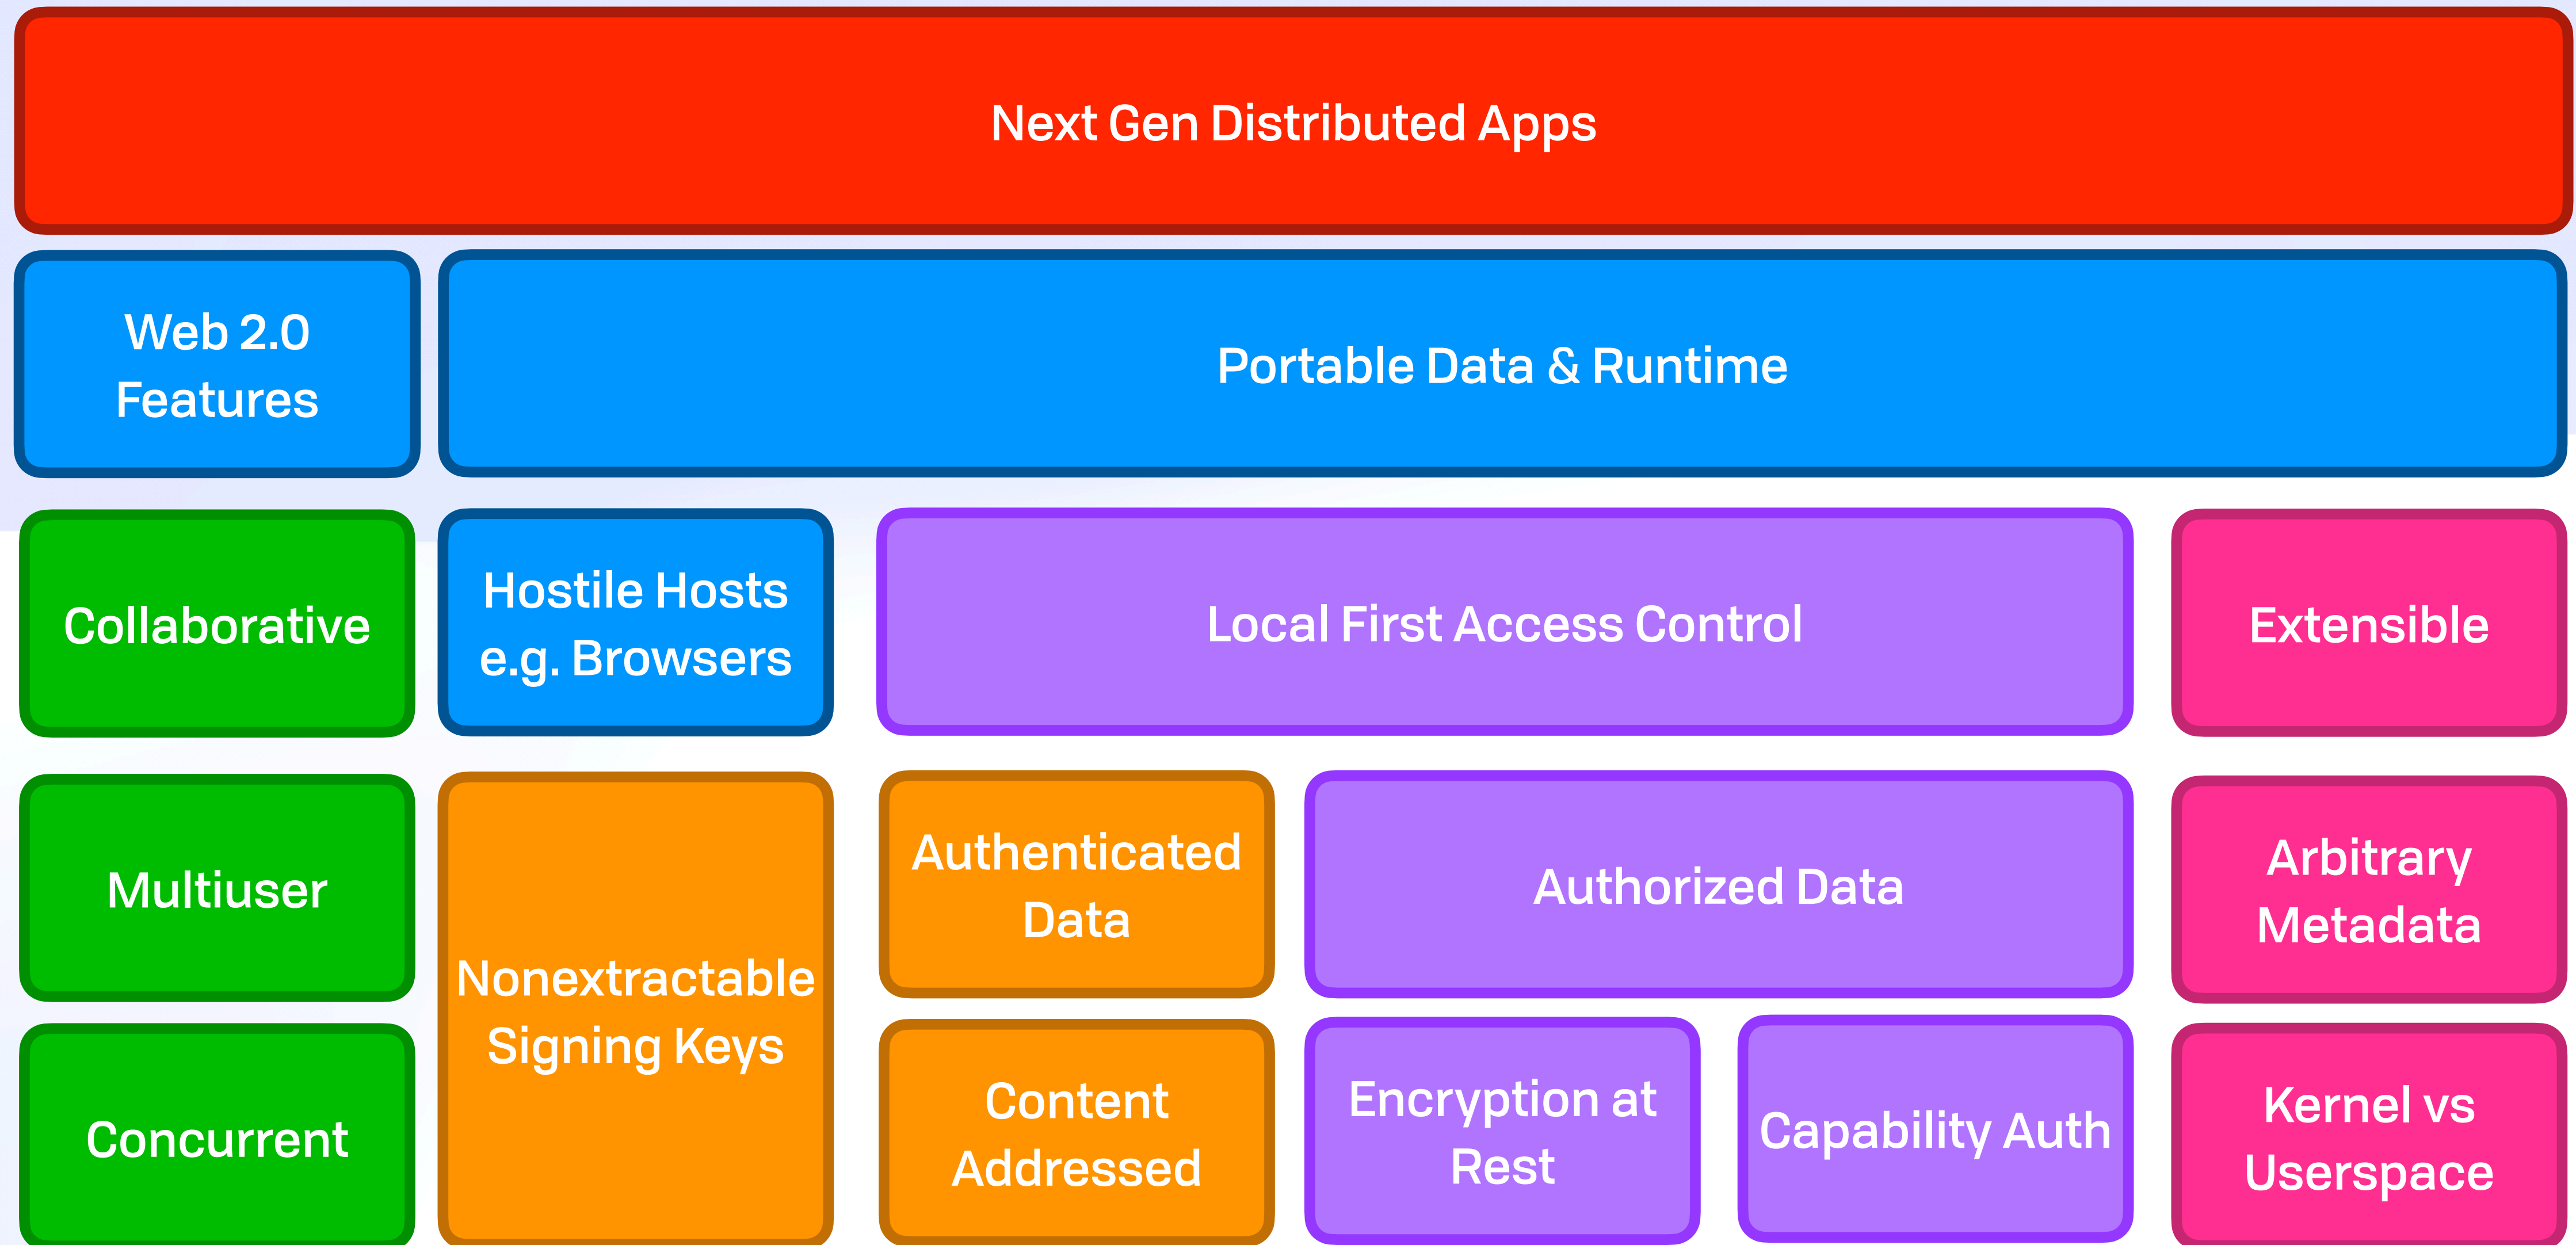 Next Gen Distributed Apps
Web 2.0
Features
Portable Data & Runtime
Collaborative
Hostile Hosts
e.g. Browsers
Local First Access Control
Extensible
Multiuser
Nonextractable
Signing Keys
Authenticated
Data
Authorized Data
Arbitrary
Metadata
Concurrent
Content
Addressed
Encryption at
Rest
Capability Auth
Kernel vs
Userspace